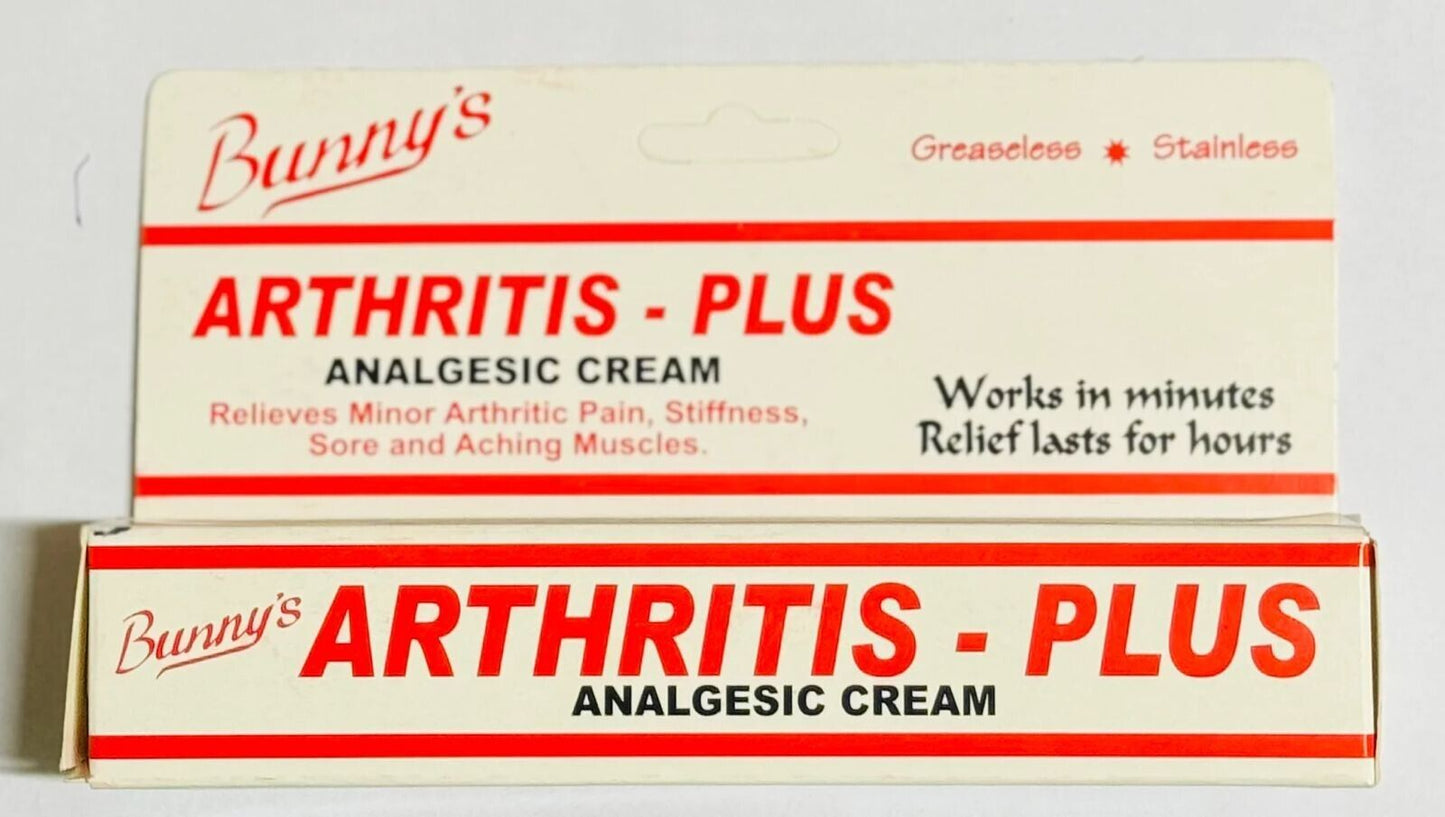 Bunny's
Greaseless ✷ Stainless
ARTHRITIS - PLUS
ANALGESIC CREAM
Relieves Minor Arthritic Pain, Stiffness,
Sore and Aching Muscles.
Works in minutes
Relief lasts for hours
Bunny's ARTHRITIS - PLUS
ANALGESIC CREAM